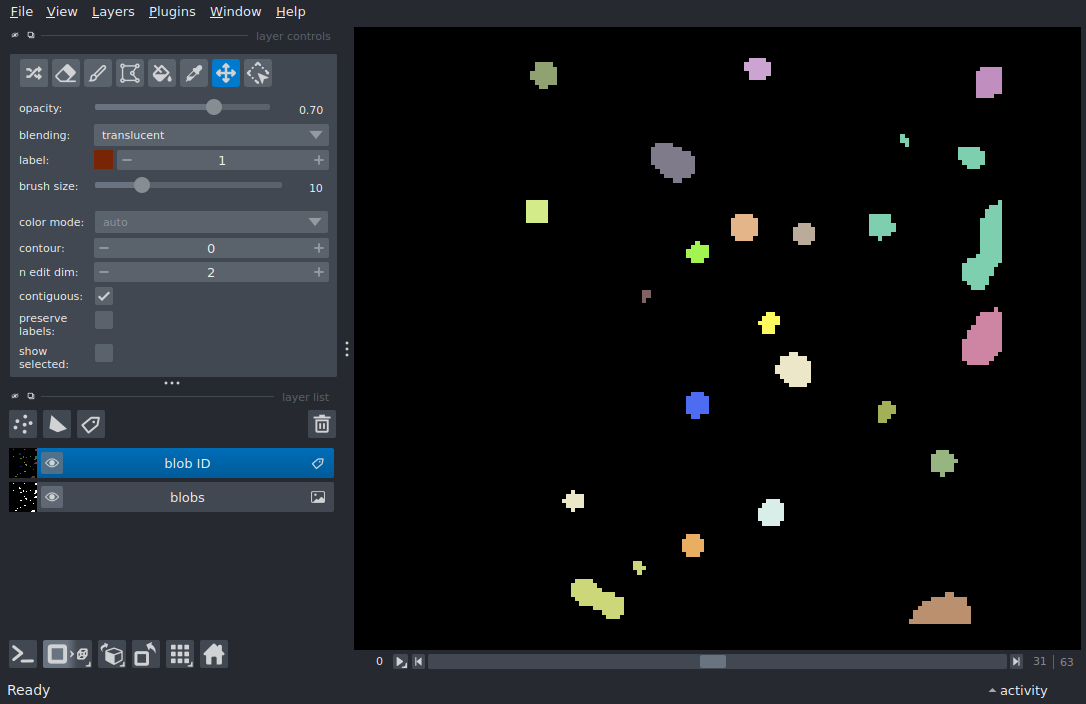 File View Layers Plugins Window Help
layer controls
opacity: 0.70
blending: translucent
label: 1
brush size: 10
color mode: auto
contour: 0
n edit dim: 2
contiguous:
preserve
labels:
show
selected:
layer list
blob ID
blobs
0 31 63
Ready activity